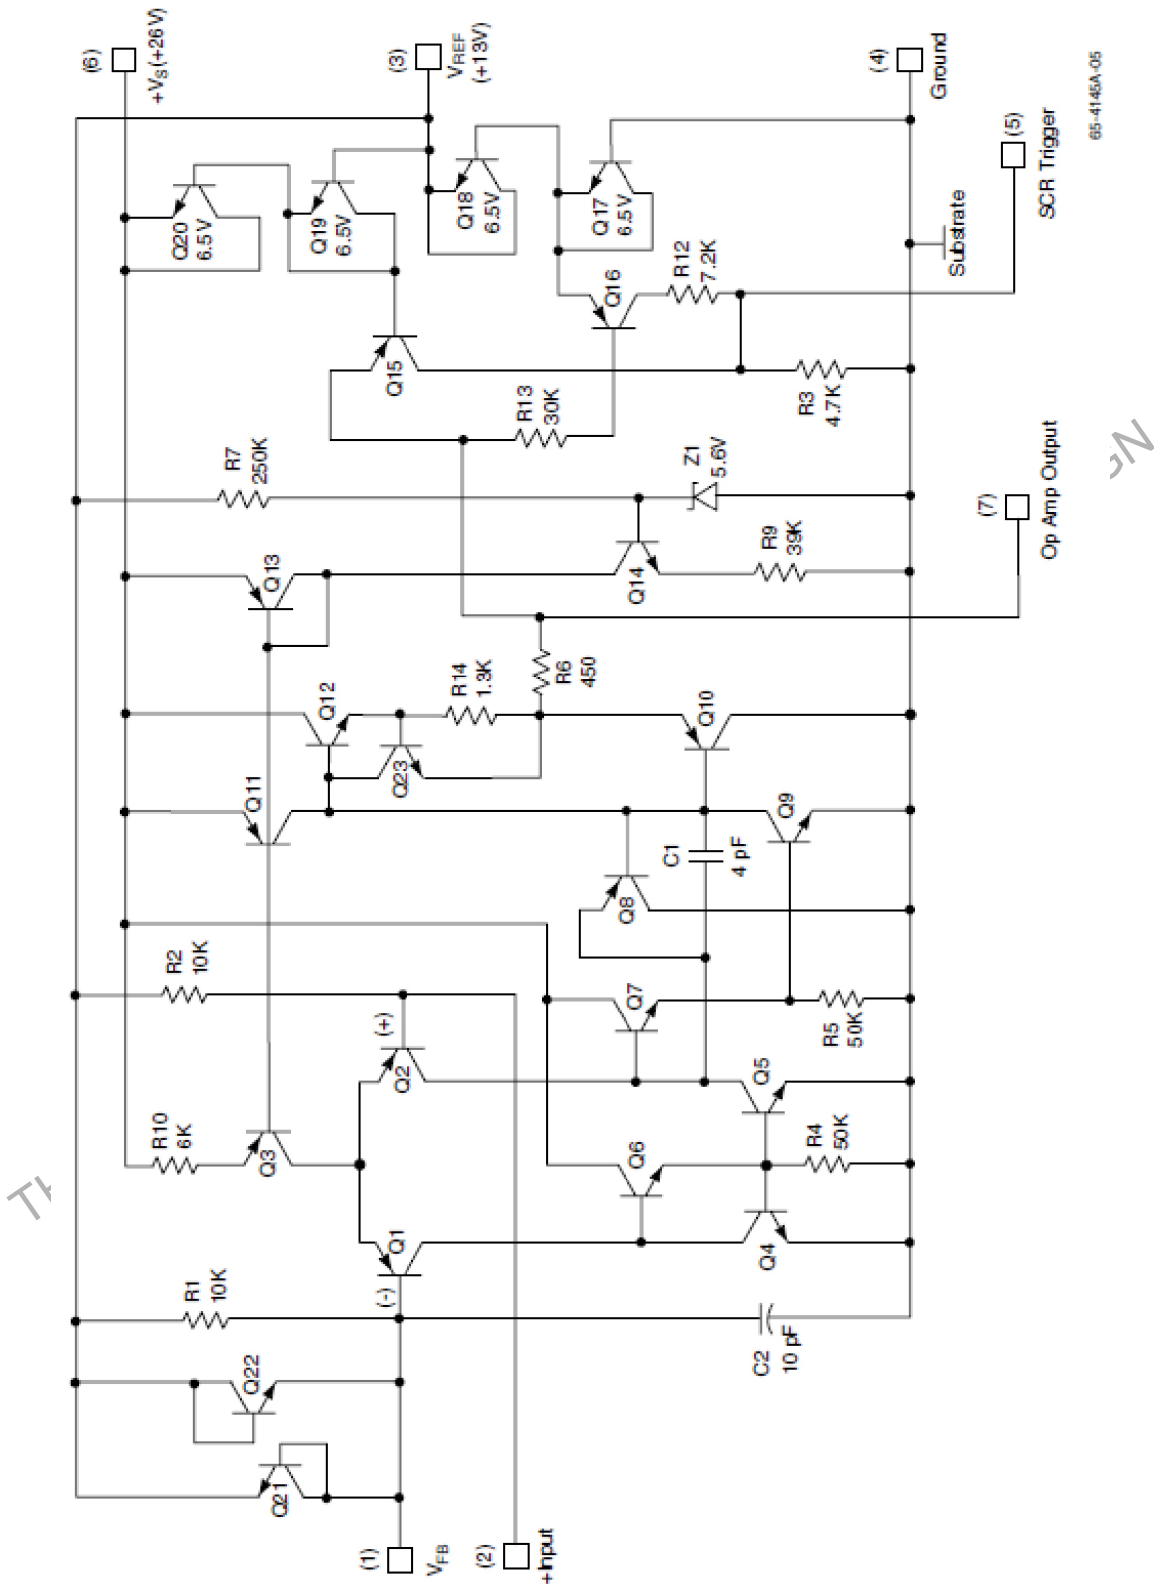 (6)
+VS (+26V)
(3)
VREF
(+13V)
(4)
Ground
65-4145A-05
(5)
SCR Trigger
Substrate
Q20
6.5V
Q19
6.5V
Q18
6.5V
Q17
6.5V
Q16
R12
7.2K
Q15
R13
30K
R3
4.7K
R7
250K
Z1
5.6V
(7)
Op Amp Output
Q13
Q14
R9
39K
Q12
R14
1.3K
R6
450
Q23
Q10
Q11
Q9
C1
4 pF
Q8
R2
10K
(+)
Q2
Q7
R5
50K
Q5
R10
6K
Q3
Q6
R4
50K
Q1
(-)
Q4
R1
10K
C2
10 pF
Q22
Q21
(1)
VFB
(2)
+Input